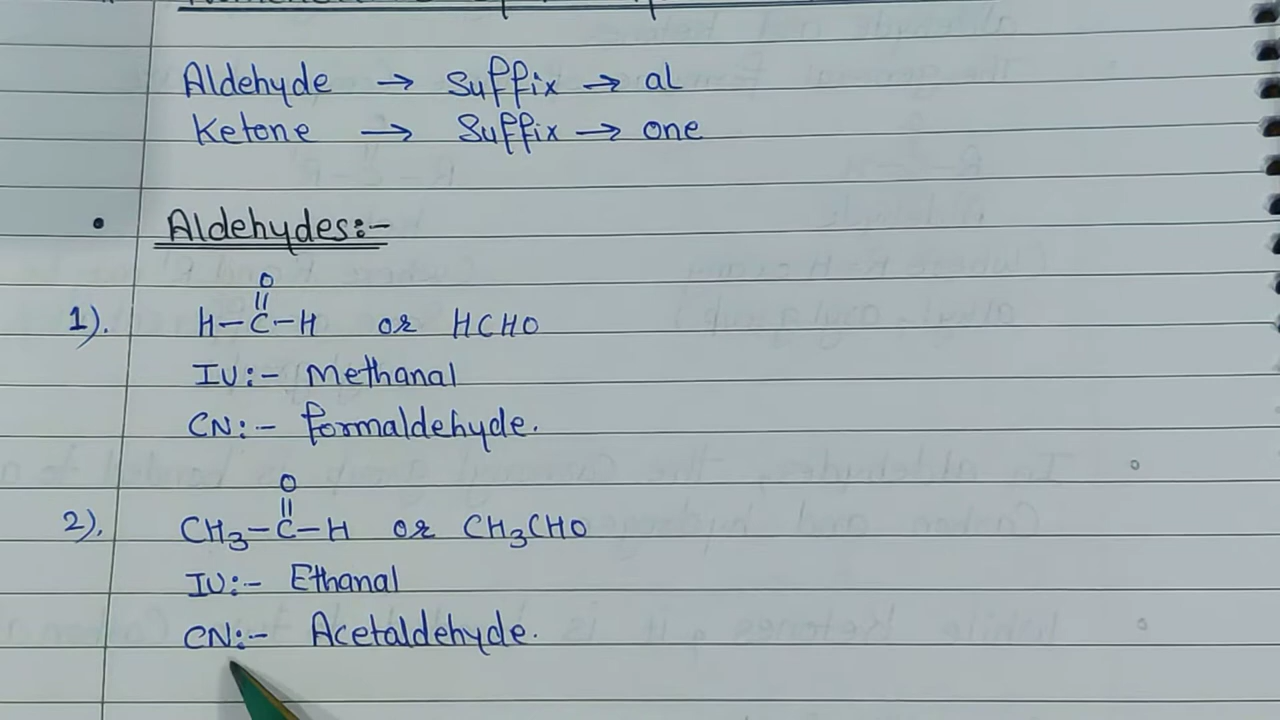 Aldehyde → Suffix → al
Ketone → Suffix → one
• Aldehydes:-
O
||
1). H-C-H or HCHO
IU:- Methanal
CN:- formaldehyde.
O
||
2). CH3-C-H or CH3CHO
IU:- Ethanal
CN:- Acetaldehyde.